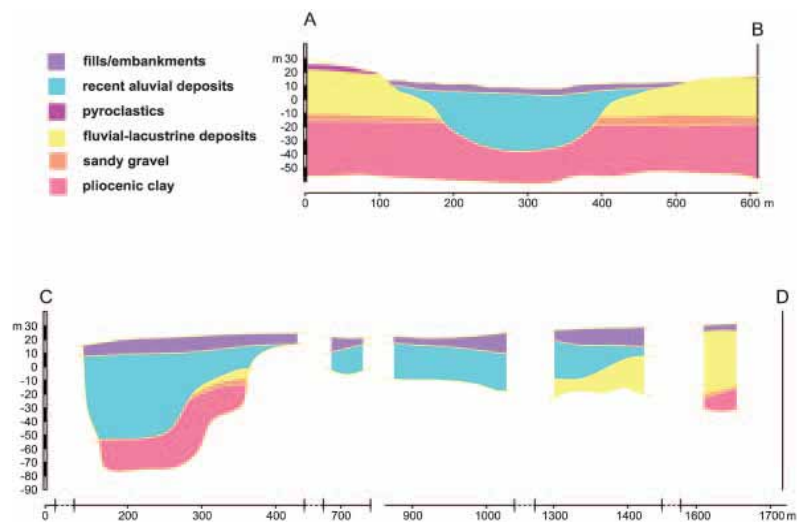 A
B
fills/embankments
recent aluvial deposits
pyroclastics
fluvial-lacustrine deposits
sandy gravel
pliocenic clay
m 30
20
10
0
-10
-20
-30
-40
-50
0 100 200 300 400 500 600 m
C
D
m 30
20
10
0
-10
-20
-30
-40
-50
-60
-70
-80
-90
0 200 300 400 700 900 1000 1300 1400 1600 1700 m